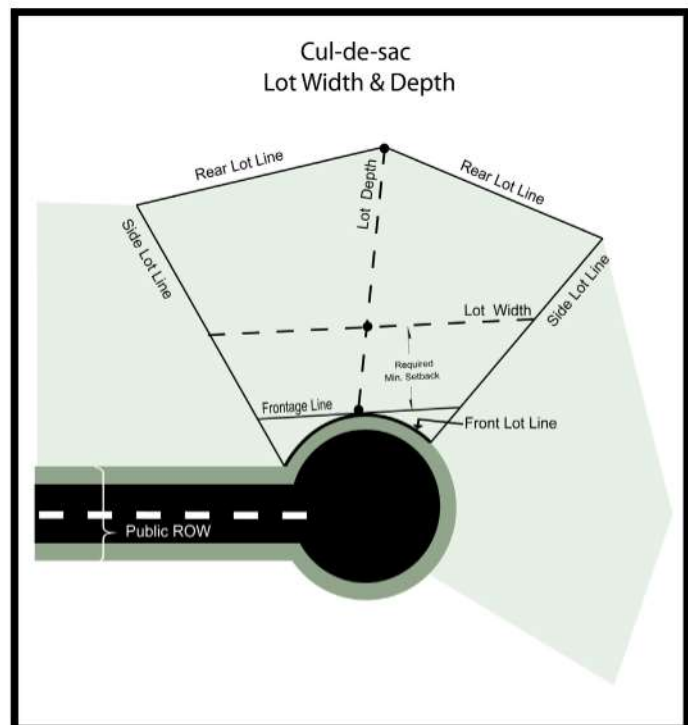 Cul-de-sac
Lot Width & Depth
Rear Lot Line
Rear Lot Line
Lot Depth
Side Lot Line
Side Lot Line
Lot Width
Required
Min. Setback
Frontage Line
Front Lot Line
Public ROW